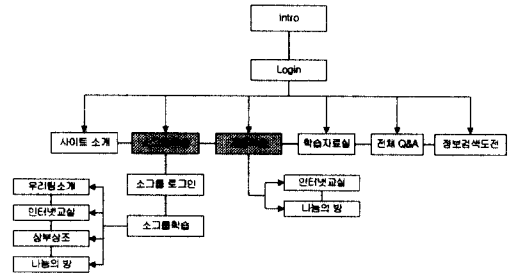 Intro
Login
사이트 소개
학습자료실
전체 Q&A
정보검색도전
소그룹 로그인
소그룹학습
우리팀소개
인터넷교실
상부상조
나눔의 방
인터넷교실
나눔의 방